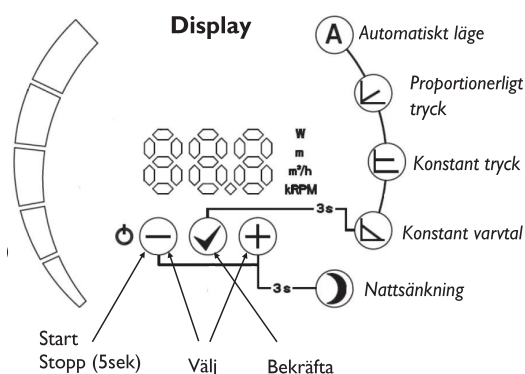 Display
A Automatiskt läge
Proportionerligt
tryck
W
m
m³/h
kRPM
Konstant tryck
3s
Konstant varvtal
3s
Nattsänkning
Start
Stopp (5sek)
Välj
Bekräfta